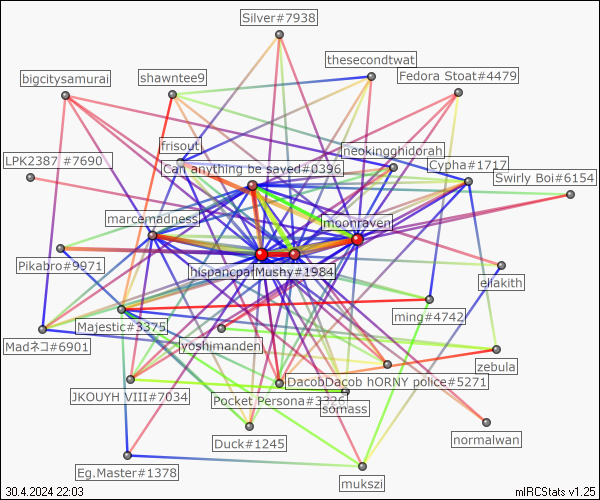 Silver#7938
thesecondtwat
bigcitysamurai
shawntee9
Fedora Stoat#4479
frisout
neokingghidorah
LPK2387 #7690
Can anything be saved#0396
Cypha#1717
Swirly Boi#6154
marcemadness
moonraven
Pikabro#9971
hispancpar
Mushy#1984
ellakith
Majestic#3375
ming#4742
Madネコ#6901
yoshimanden
zebula
JKOUYH VIII#7034
DacobDacob hORNY police#5271
Pocket Persona#3326
somass
Duck#1245
normalwan
Eg.Master#1378
mukszi
30.4.2024 22:03
mIRCStats v1.25